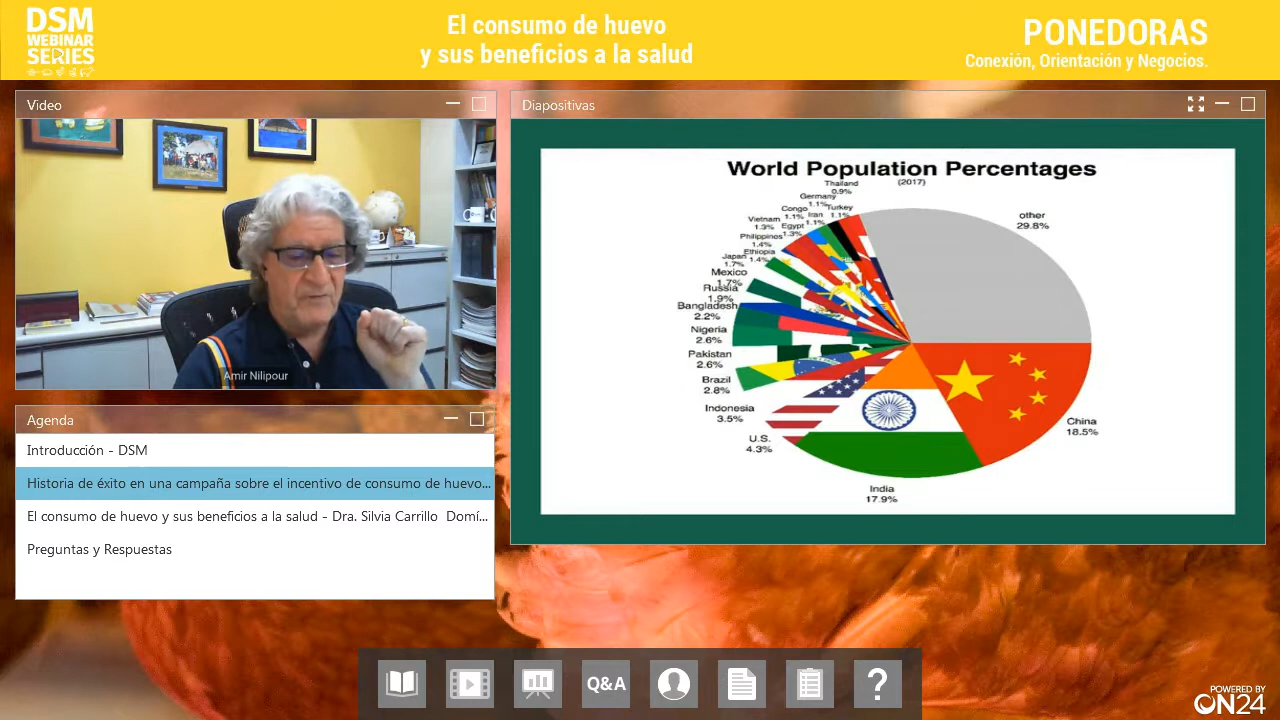 DSM
WEBINAR
SERIES
El consumo de huevo
y sus beneficios a la salud
PONEDORAS
Conexión, Orientación y Negocios.
Video
Amir Nilipour
Agenda
Introducción - DSM
Historia de éxito en una campaña sobre el incentivo de consumo de huevo...
El consumo de huevo y sus beneficios a la salud - Dra. Silvia Carrillo Domí...
Preguntas y Respuestas
Diapositivas
World Population Percentages
(2017)
Thailand
0.9%
Germany
1.1%
Turkey
1.1%
Congo
1.1%
Iran
1.1%
Vietnam
1.3%
Egypt
1.3%
Philippines
1.4%
Ethiopia
1.4%
Japan
1.7%
Mexico
1.7%
Russia
1.9%
Bangladesh
2.2%
Nigeria
2.6%
Pakistan
2.6%
Brazil
2.8%
Indonesia
3.5%
U.S.
4.3%
India
17.9%
China
18.5%
other
29.8%
Q&A
?
POWERED BY
ON24